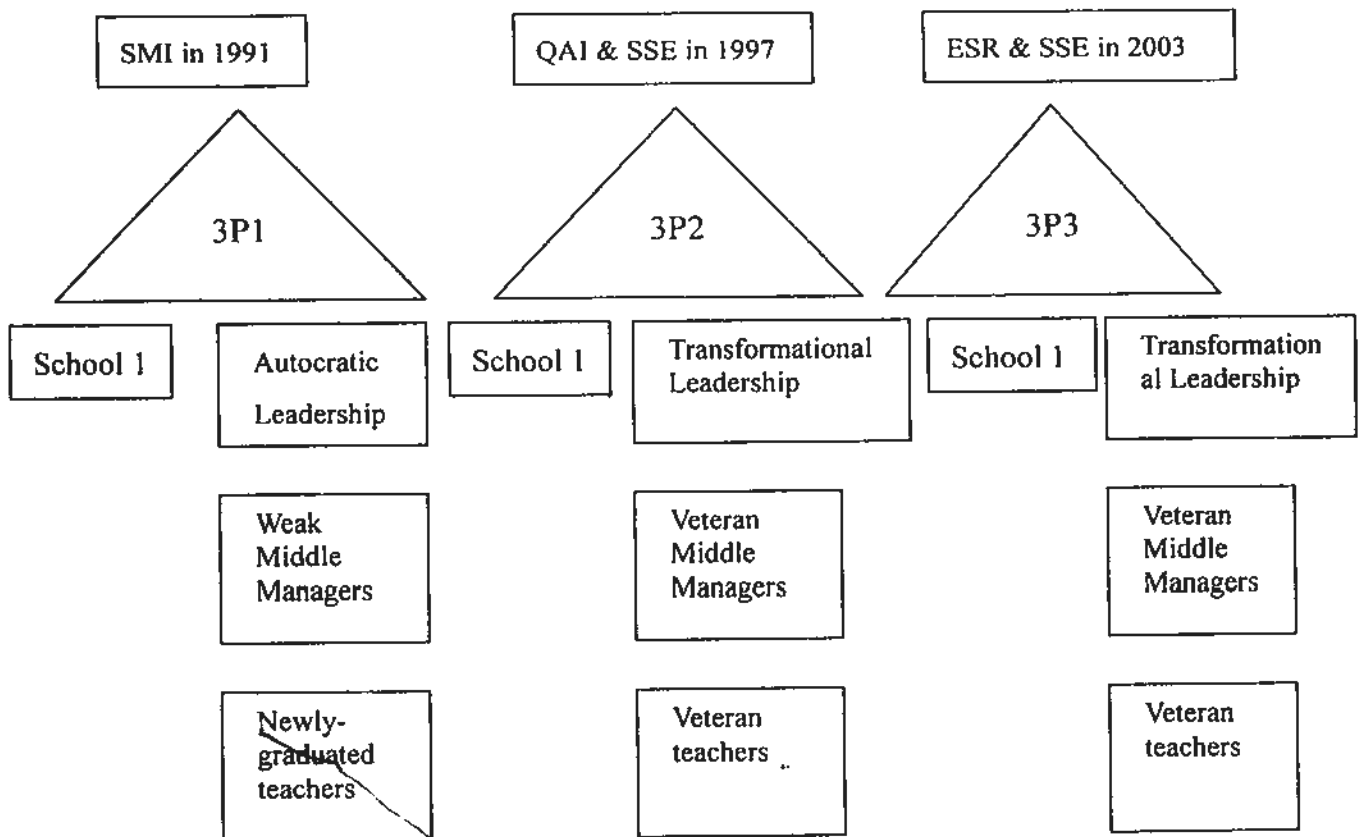 SMI in 1991
QAI & SSE in 1997
ESR & SSE in 2003
3P1
3P2
3P3
School 1
Autocratic
Leadership
School 1
Transformational
Leadership
School 1
Transformation
al Leadership
Weak
Middle
Managers
Veteran
Middle
Managers
Veteran
Middle
Managers
Newly-
graduated
teachers
Veteran
teachers
Veteran
teachers